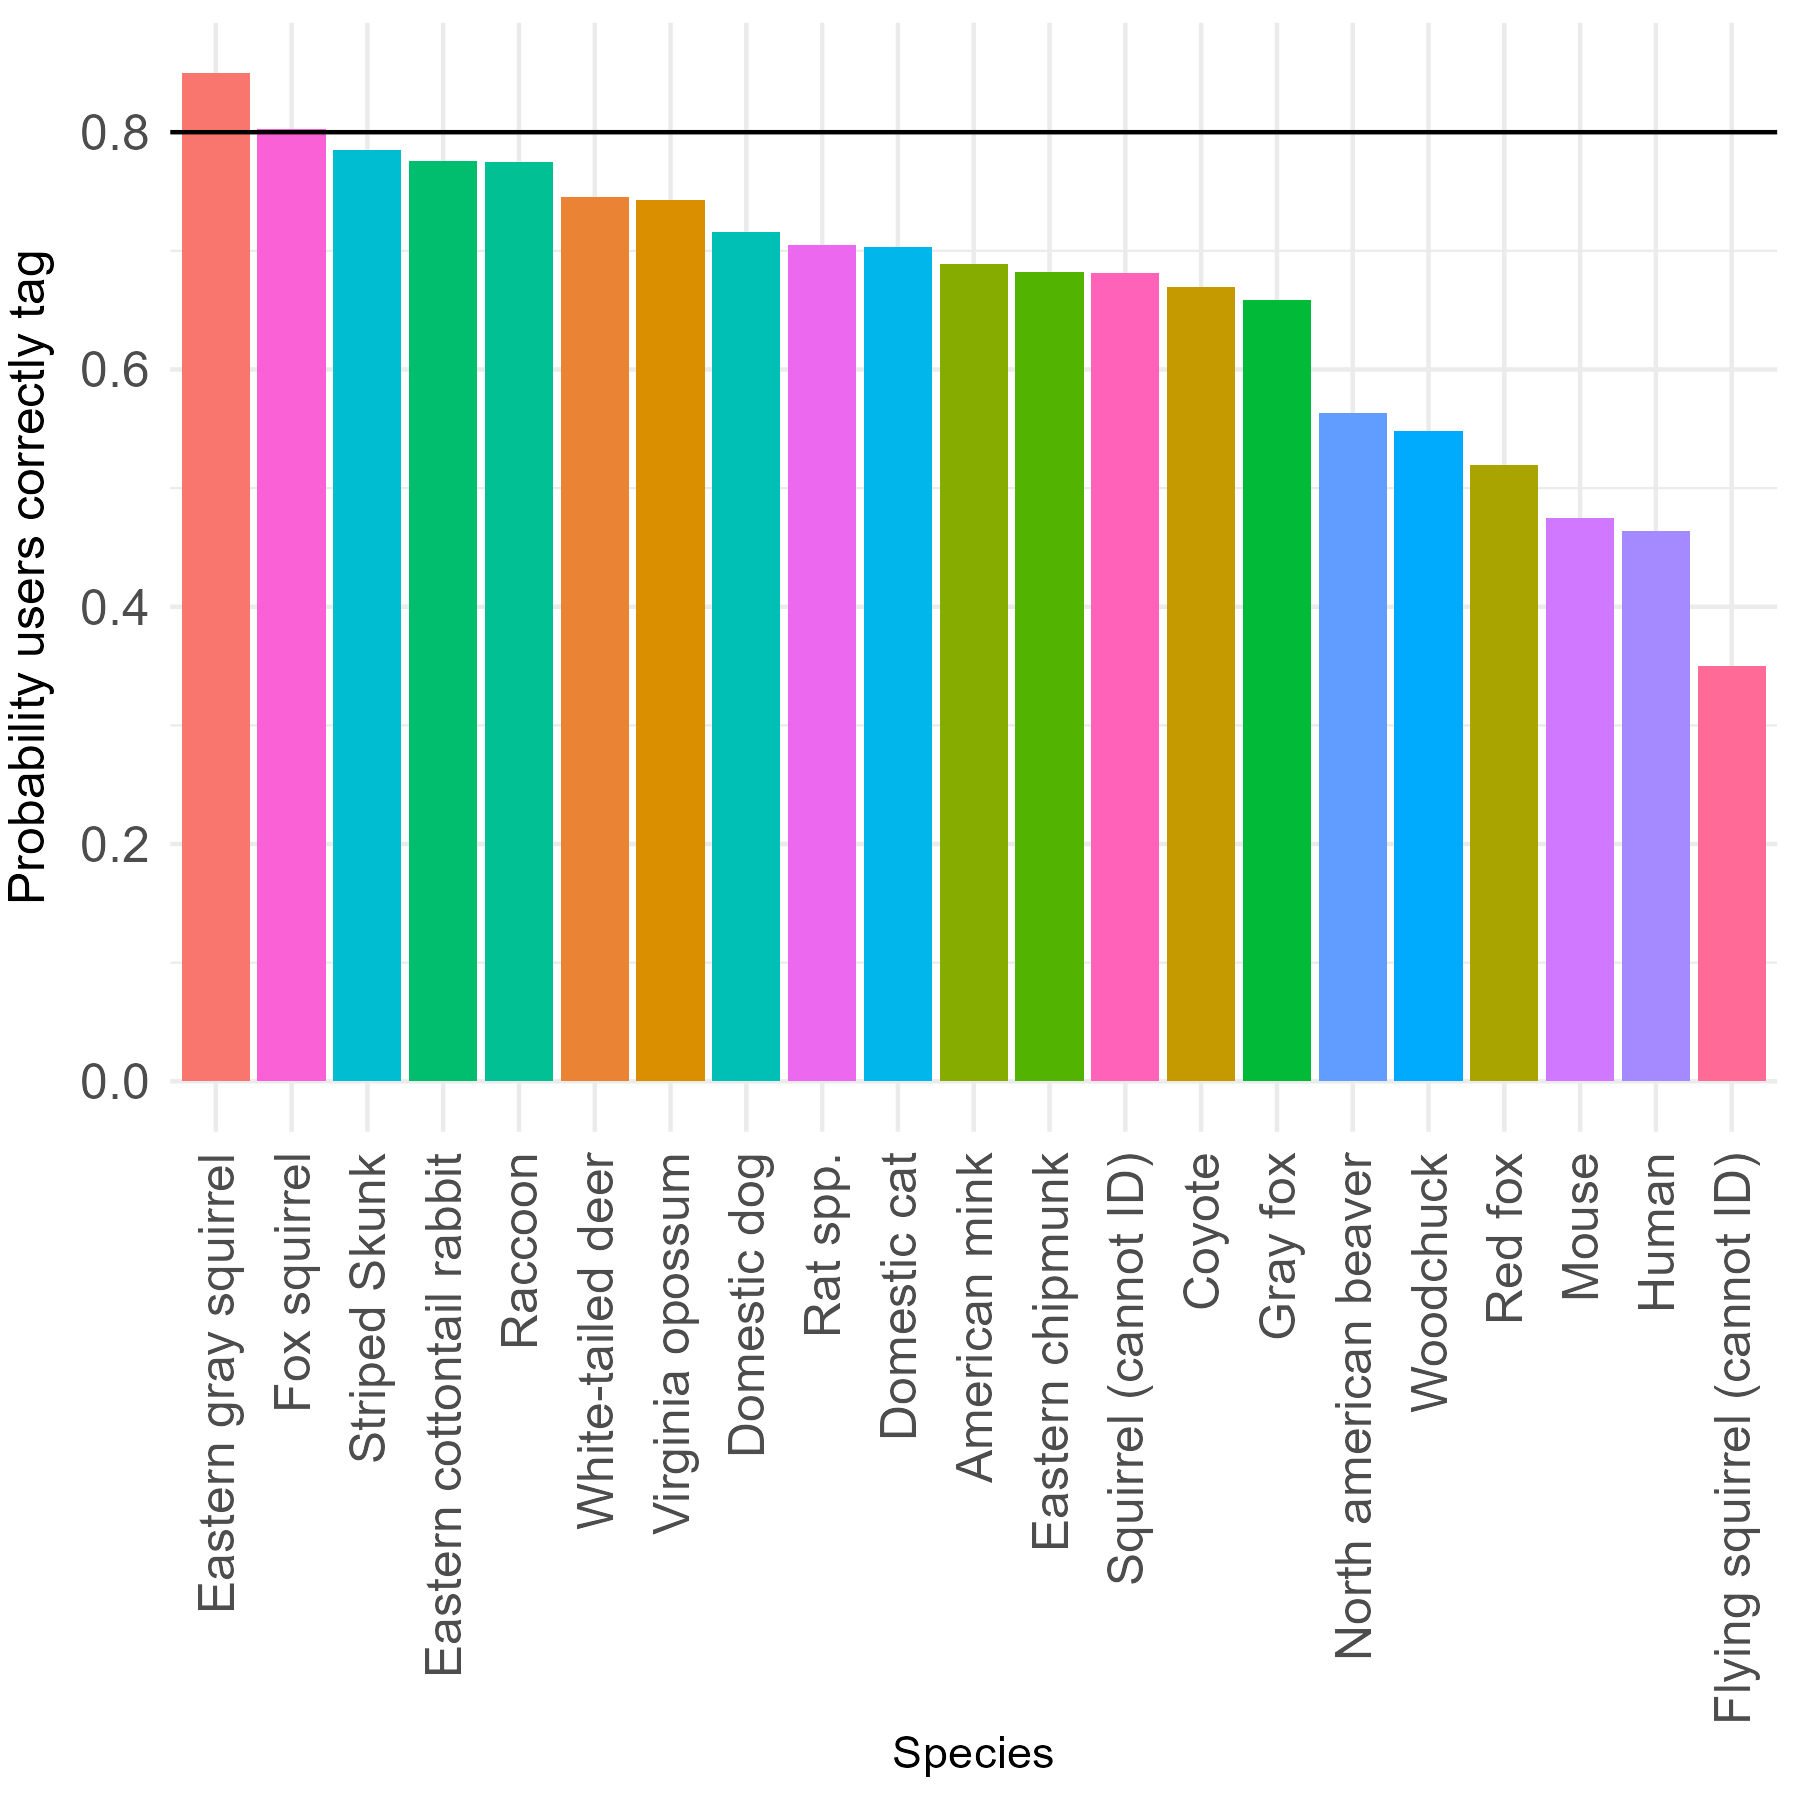 Probability users correctly tag
0.8
0.6
0.4
0.2
0.0
Eastern gray squirrel
Fox squirrel
Striped Skunk
Eastern cottontail rabbit
Raccoon
White-tailed deer
Virginia opossum
Domestic dog
Rat spp.
Domestic cat
American mink
Eastern chipmunk
Squirrel (cannot ID)
Coyote
Gray fox
North american beaver
Woodchuck
Red fox
Mouse
Human
Flying squirrel (cannot ID)
Species